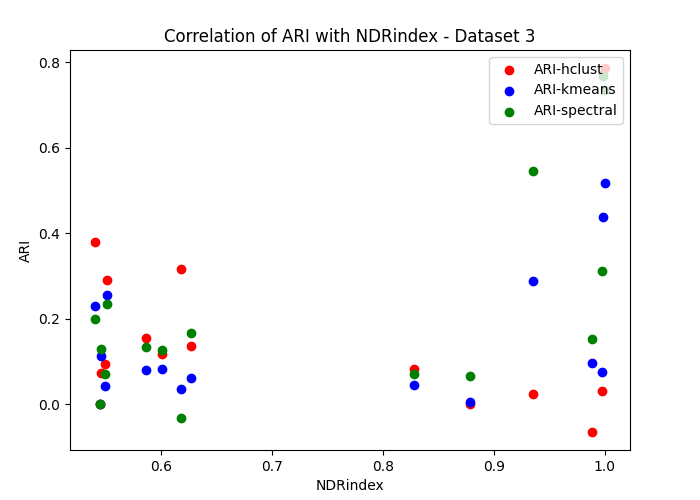 Correlation of ARI with NDRindex - Dataset 3
ARI-hclust
ARI-kmeans
ARI-spectral
0.8
0.6
0.4
0.2
0.0
ARI
0.6 0.7 0.8 0.9 1.0
NDRindex